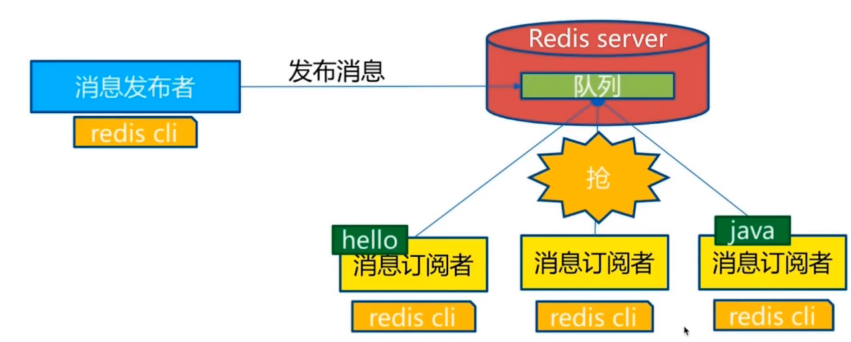 Redis server
发布消息
消息发布者
队列
redis cli
抢
hello
java
消息订阅者
消息订阅者
消息订阅者
redis cli
redis cli
redis cli